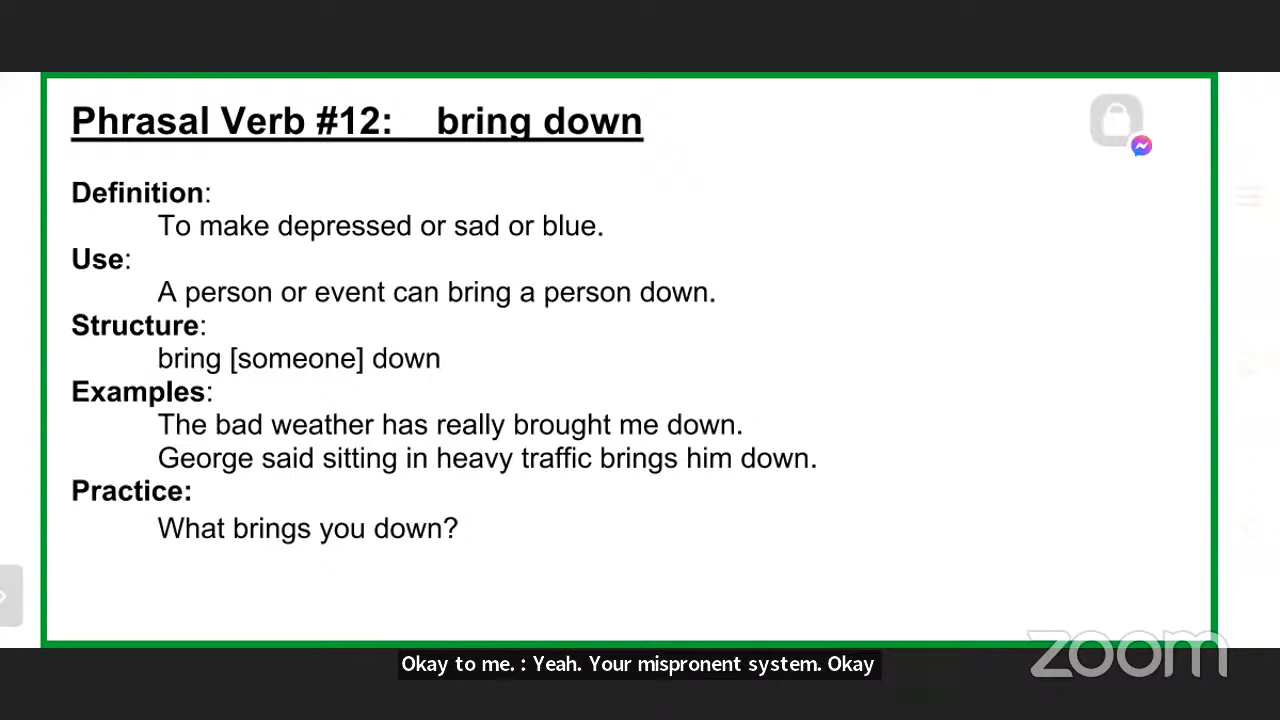 Phrasal Verb #12: bring down
Definition:
To make depressed or sad or blue.
Use:
A person or event can bring a person down.
Structure:
bring [someone] down
Examples:
The bad weather has really brought me down.
George said sitting in heavy traffic brings him down.
Practice:
What brings you down?
Okay to me. : Yeah. Your mispronent system. Okay
zoom